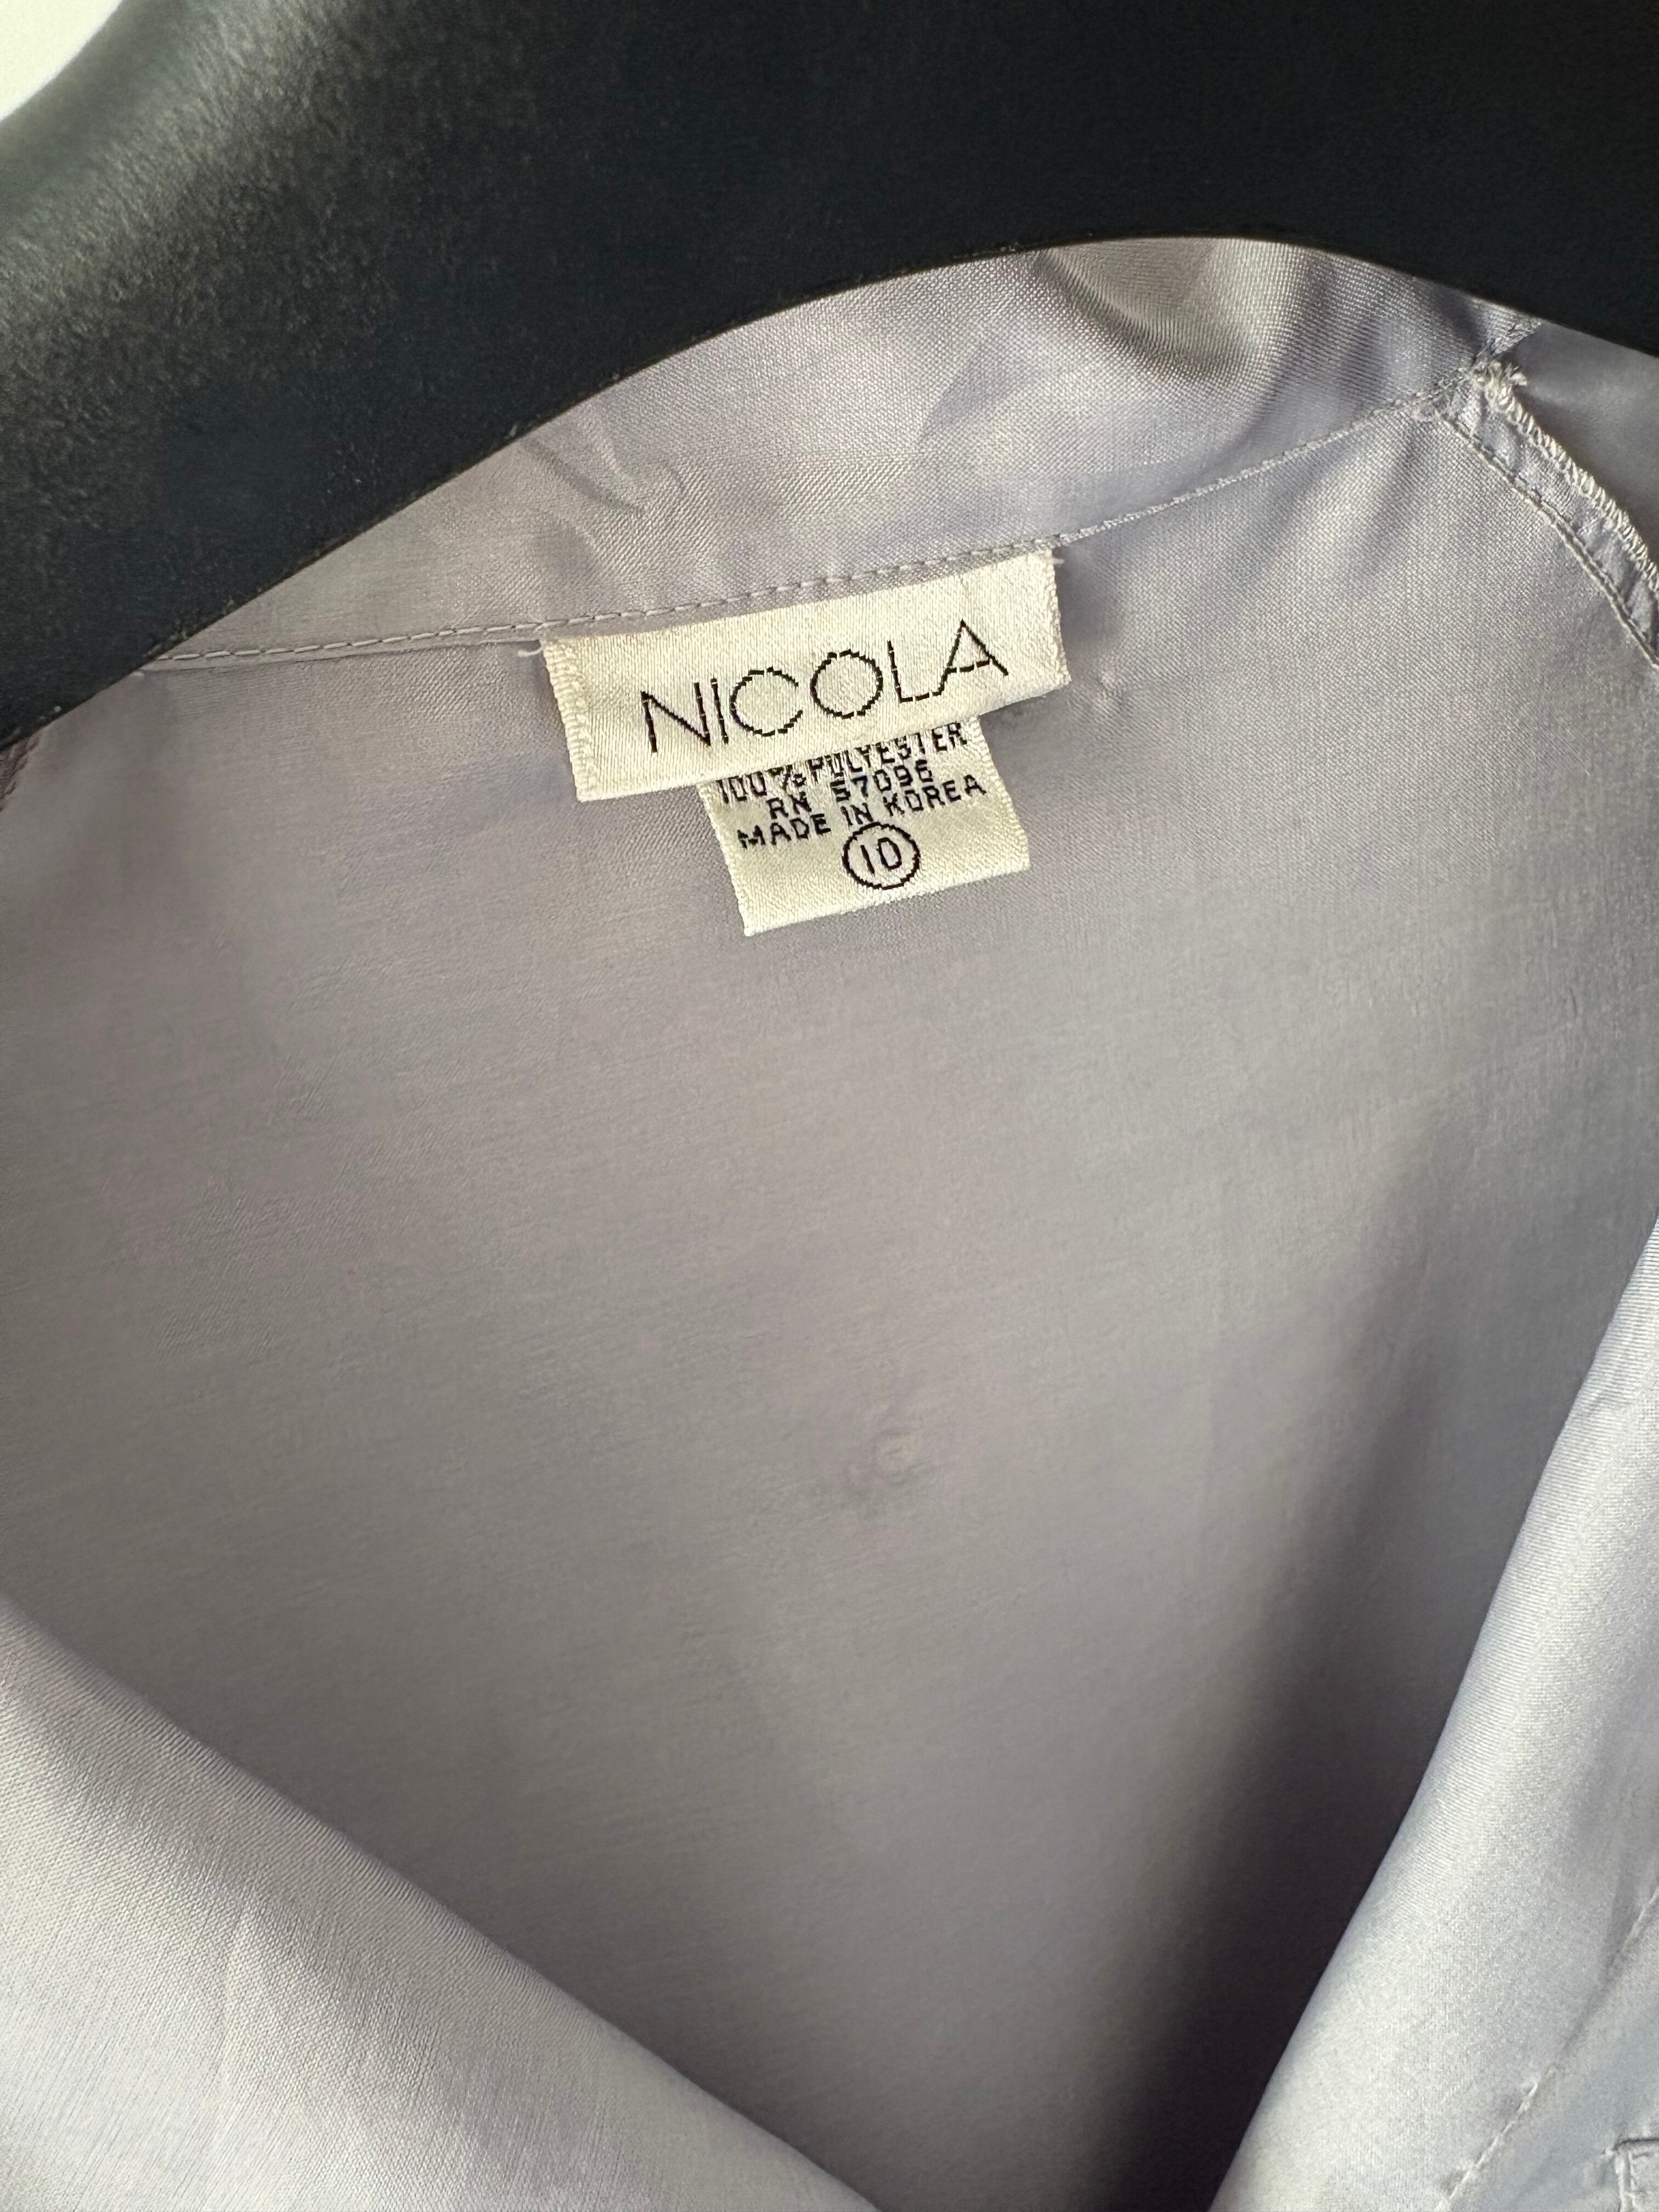 NICOLA
100% POLYESTER
RN 57096
MADE IN KOREA
10